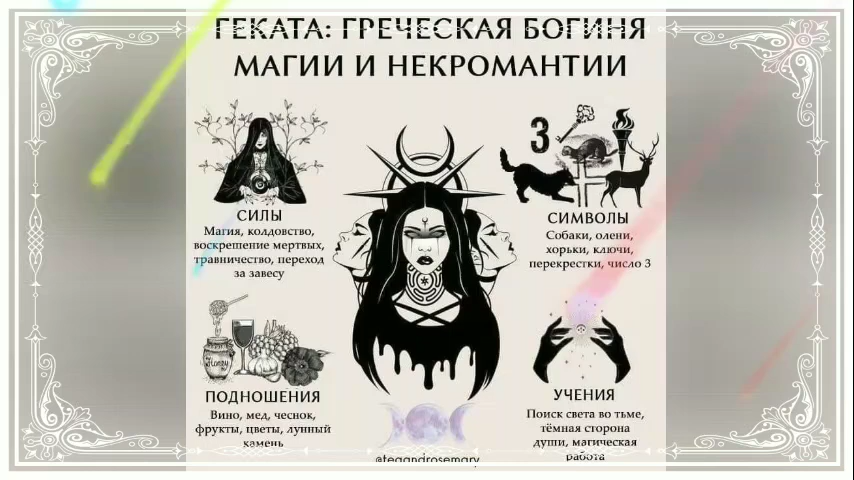 ГЕКАТА: ГРЕЧЕСКАЯ БОГИНЯ
МАГИИ И НЕКРОМАНТИИ
3
СИЛЫ
Магия, колдовство,
воскрешение мертвых,
травничество, переход
за завесу
СИМВОЛЫ
Собаки, олени,
хорьки, ключи,
перекрестки, число 3
HONEY
ПОДНОШЕНИЯ
Вино, мед, чеснок,
фрукты, цветы, лунный
камень
УЧЕНИЯ
Поиск света во тьме,
тёмная сторона
души, магическая
работа
@tegandrosemary